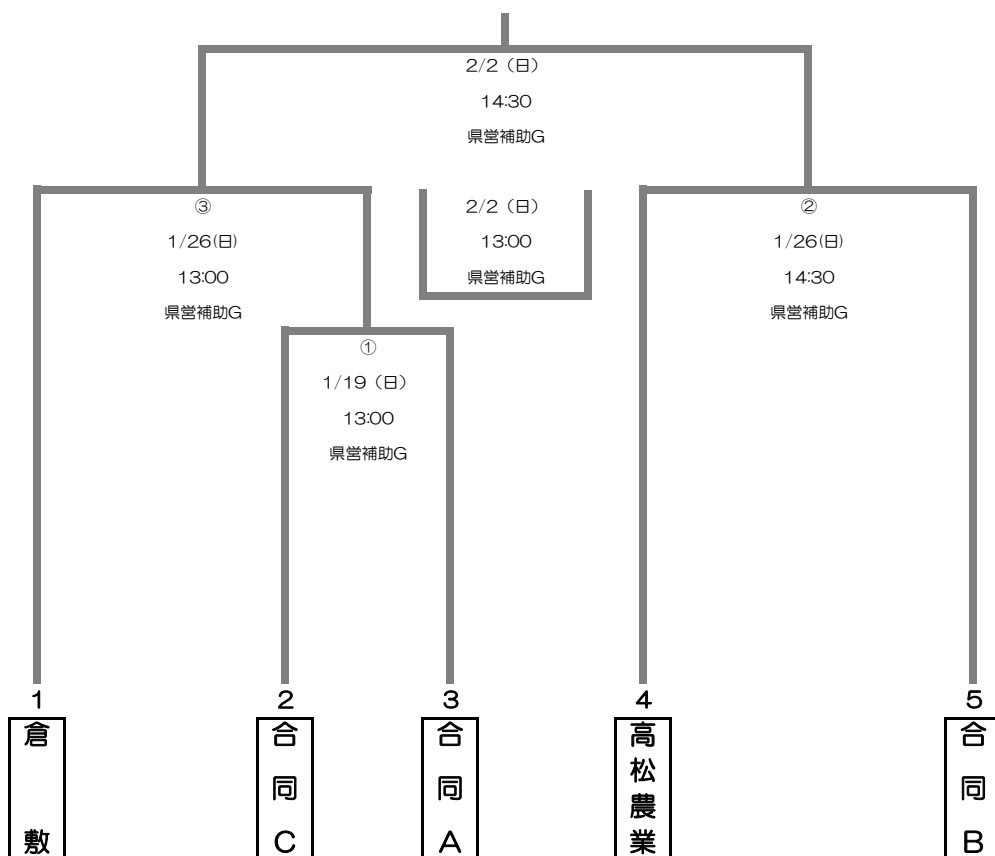 2/2（日）
14:30
県営補助G
③
1/26(日)
13:00
県営補助G
2/2（日）
13:00
県営補助G
②
1/26(日)
14:30
県営補助G
①
1/19（日）
13:00
県営補助G
1
倉敷
2
合同C
3
合同A
4
高松農業
5
合同B